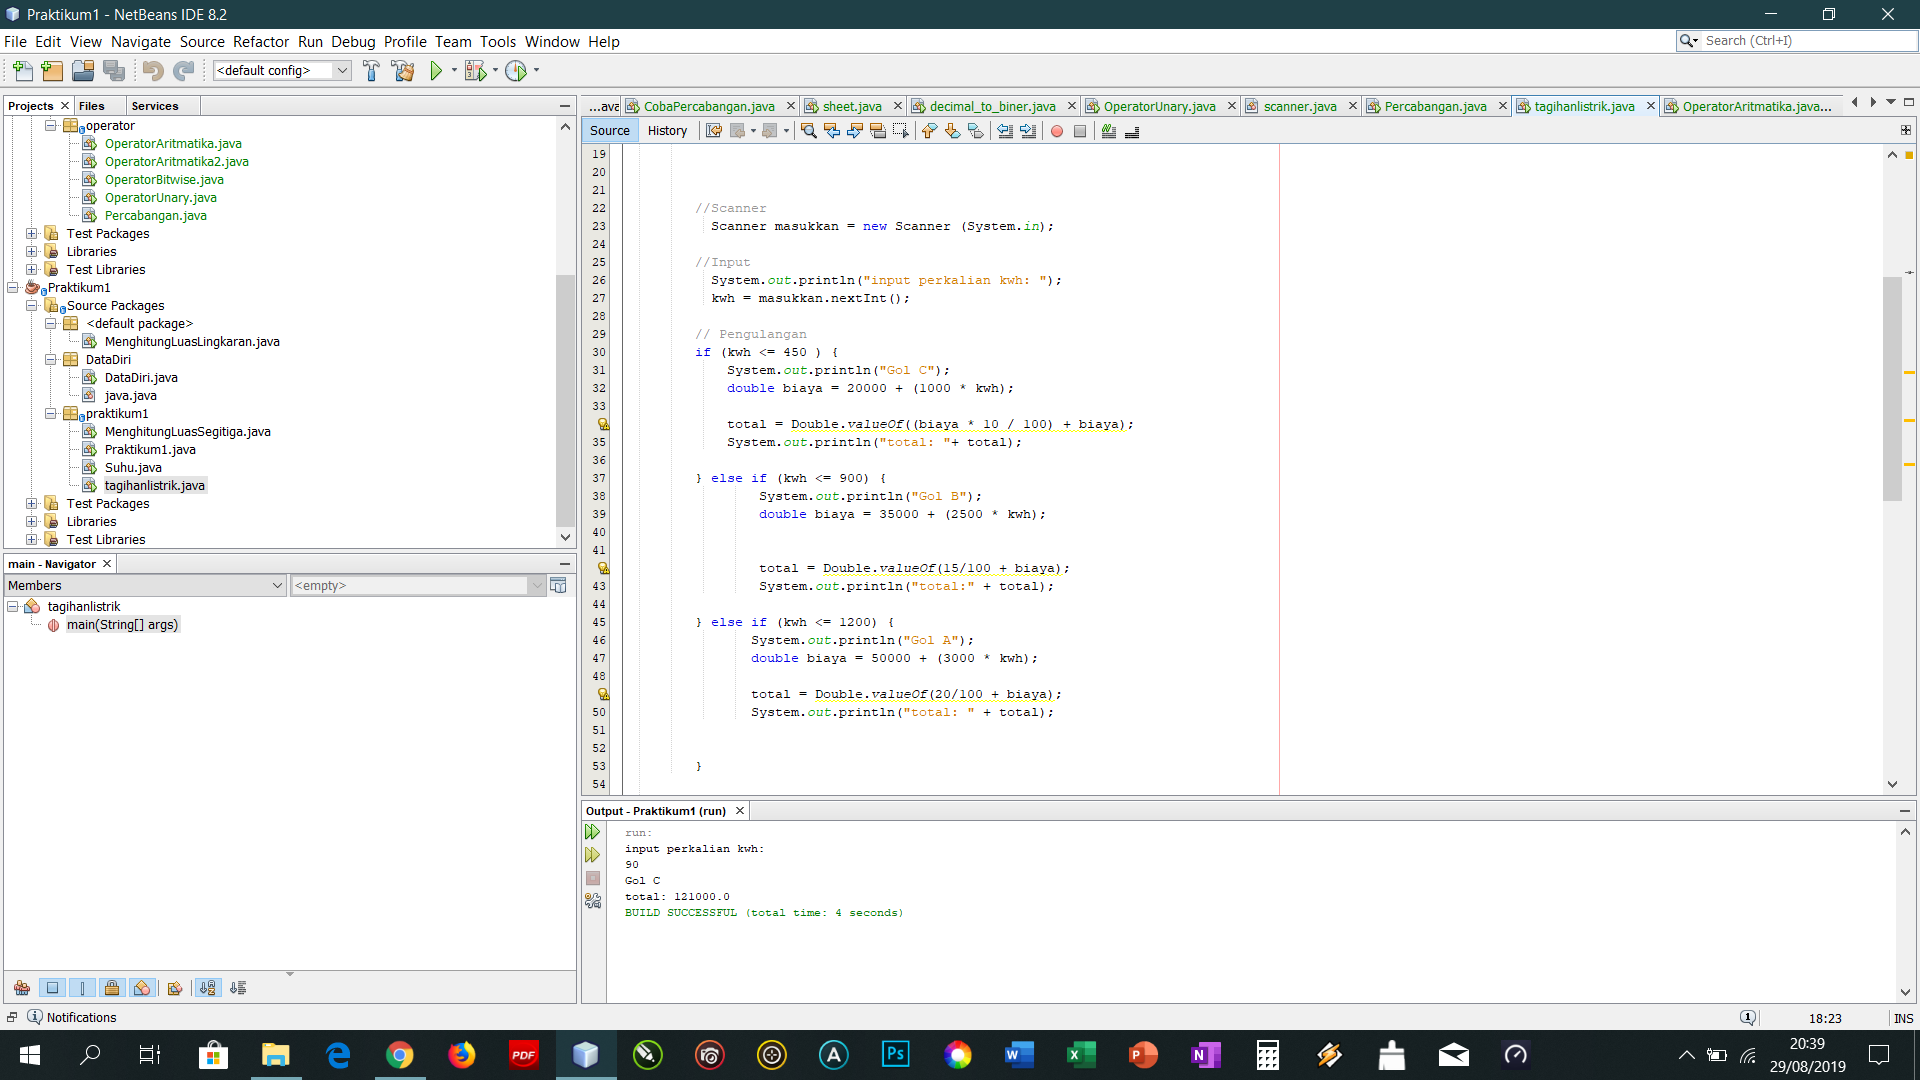 Praktikum1 - NetBeans IDE 8.2
File Edit View Navigate Source Refactor Run Debug Profile Team Tools Window Help
Search (Ctrl+I)
<default config>
Projects Files Services
operator
OperatorAritmatika.java
OperatorAritmatika2.java
OperatorBitwise.java
OperatorUnary.java
Percabangan.java
Test Packages
Libraries
Test Libraries
Praktikum1
Source Packages
<default package>
MenghitungLuasLingkaran.java
DataDiri
DataDiri.java
java.java
praktikum1
MenghitungLuasSegitiga.java
Praktikum1.java
Suhu.java
tagihanlistrik.java
Test Packages
Libraries
Test Libraries
main - Navigator
Members <empty>
tagihanlistrik
main(String[] args)
...ava CobaPercabangan.java sheet.java decimal_to_biner.java OperatorUnary.java scanner.java Percabangan.java tagihanlistrik.java OperatorAritmatika.java...
Source History
19
20
21
22 //Scanner
23 Scanner masukkan = new Scanner (System.in);
24
25 //Input
26 System.out.println("input perkalian kwh: ");
27 kwh = masukkan.nextInt();
28
29 // Pengulangan
30 if (kwh <= 450 ) {
31 System.out.println("Gol C");
32 double biaya = 20000 + (1000 * kwh);
33
total = Double.valueOf((biaya * 10 / 100) + biaya);
35 System.out.println("total: "+ total);
36
37 } else if (kwh <= 900) {
38 System.out.println("Gol B");
39 double biaya = 35000 + (2500 * kwh);
40
41
total = Double.valueOf(15/100 + biaya);
43 System.out.println("total:" + total);
44
45 } else if (kwh <= 1200) {
46 System.out.println("Gol A");
47 double biaya = 50000 + (3000 * kwh);
48
total = Double.valueOf(20/100 + biaya);
50 System.out.println("total: " + total);
51
52
53 }
54
Output - Praktikum1 (run)
run:
input perkalian kwh:
90
Gol C
total: 121000.0
BUILD SUCCESSFUL (total time: 4 seconds)
Notifications
18:23 INS
PDF
Ps
20:39
29/08/2019